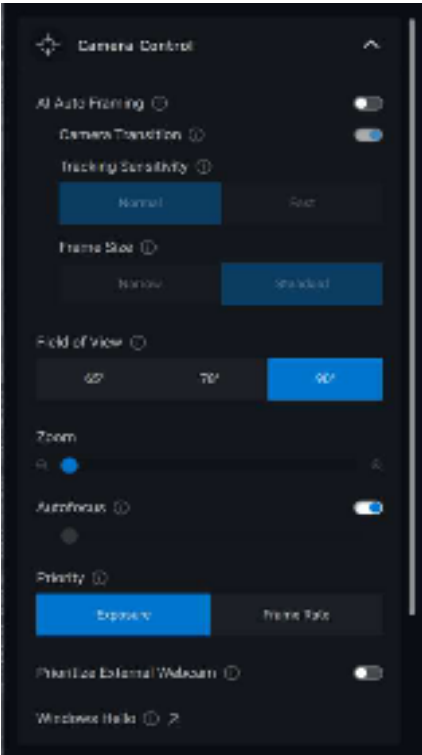 Camera Control
AI Auto Framing
Camera Transition
Tracking Sensitivity
Normal Fast
Frame Size
Narrow Standard
Field of View
65° 78° 90°
Zoom
Autofocus
Priority
Exposure Frame Rate
Prioritize External Webcam
Windows Hello